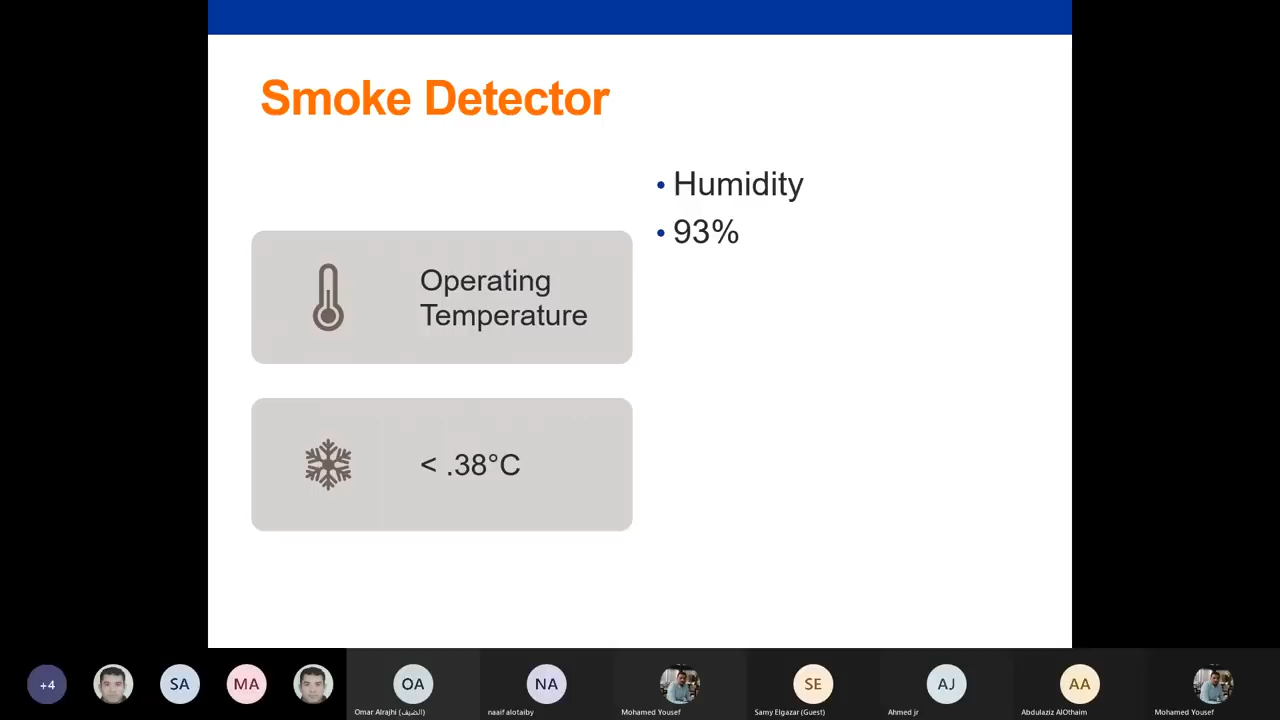 Smoke Detector
Operating
Temperature
< .38°C
• Humidity
• 93%
+4
SA
MA
OA
NA
SE
AJ
AA
Omar Alrajhi (الضيف)
naaif alotaiby
Mohamed Yousef
Samy Elgazar (Guest)
Ahmed jr
Abdulaziz AlOthaim
Mohamed Yousef